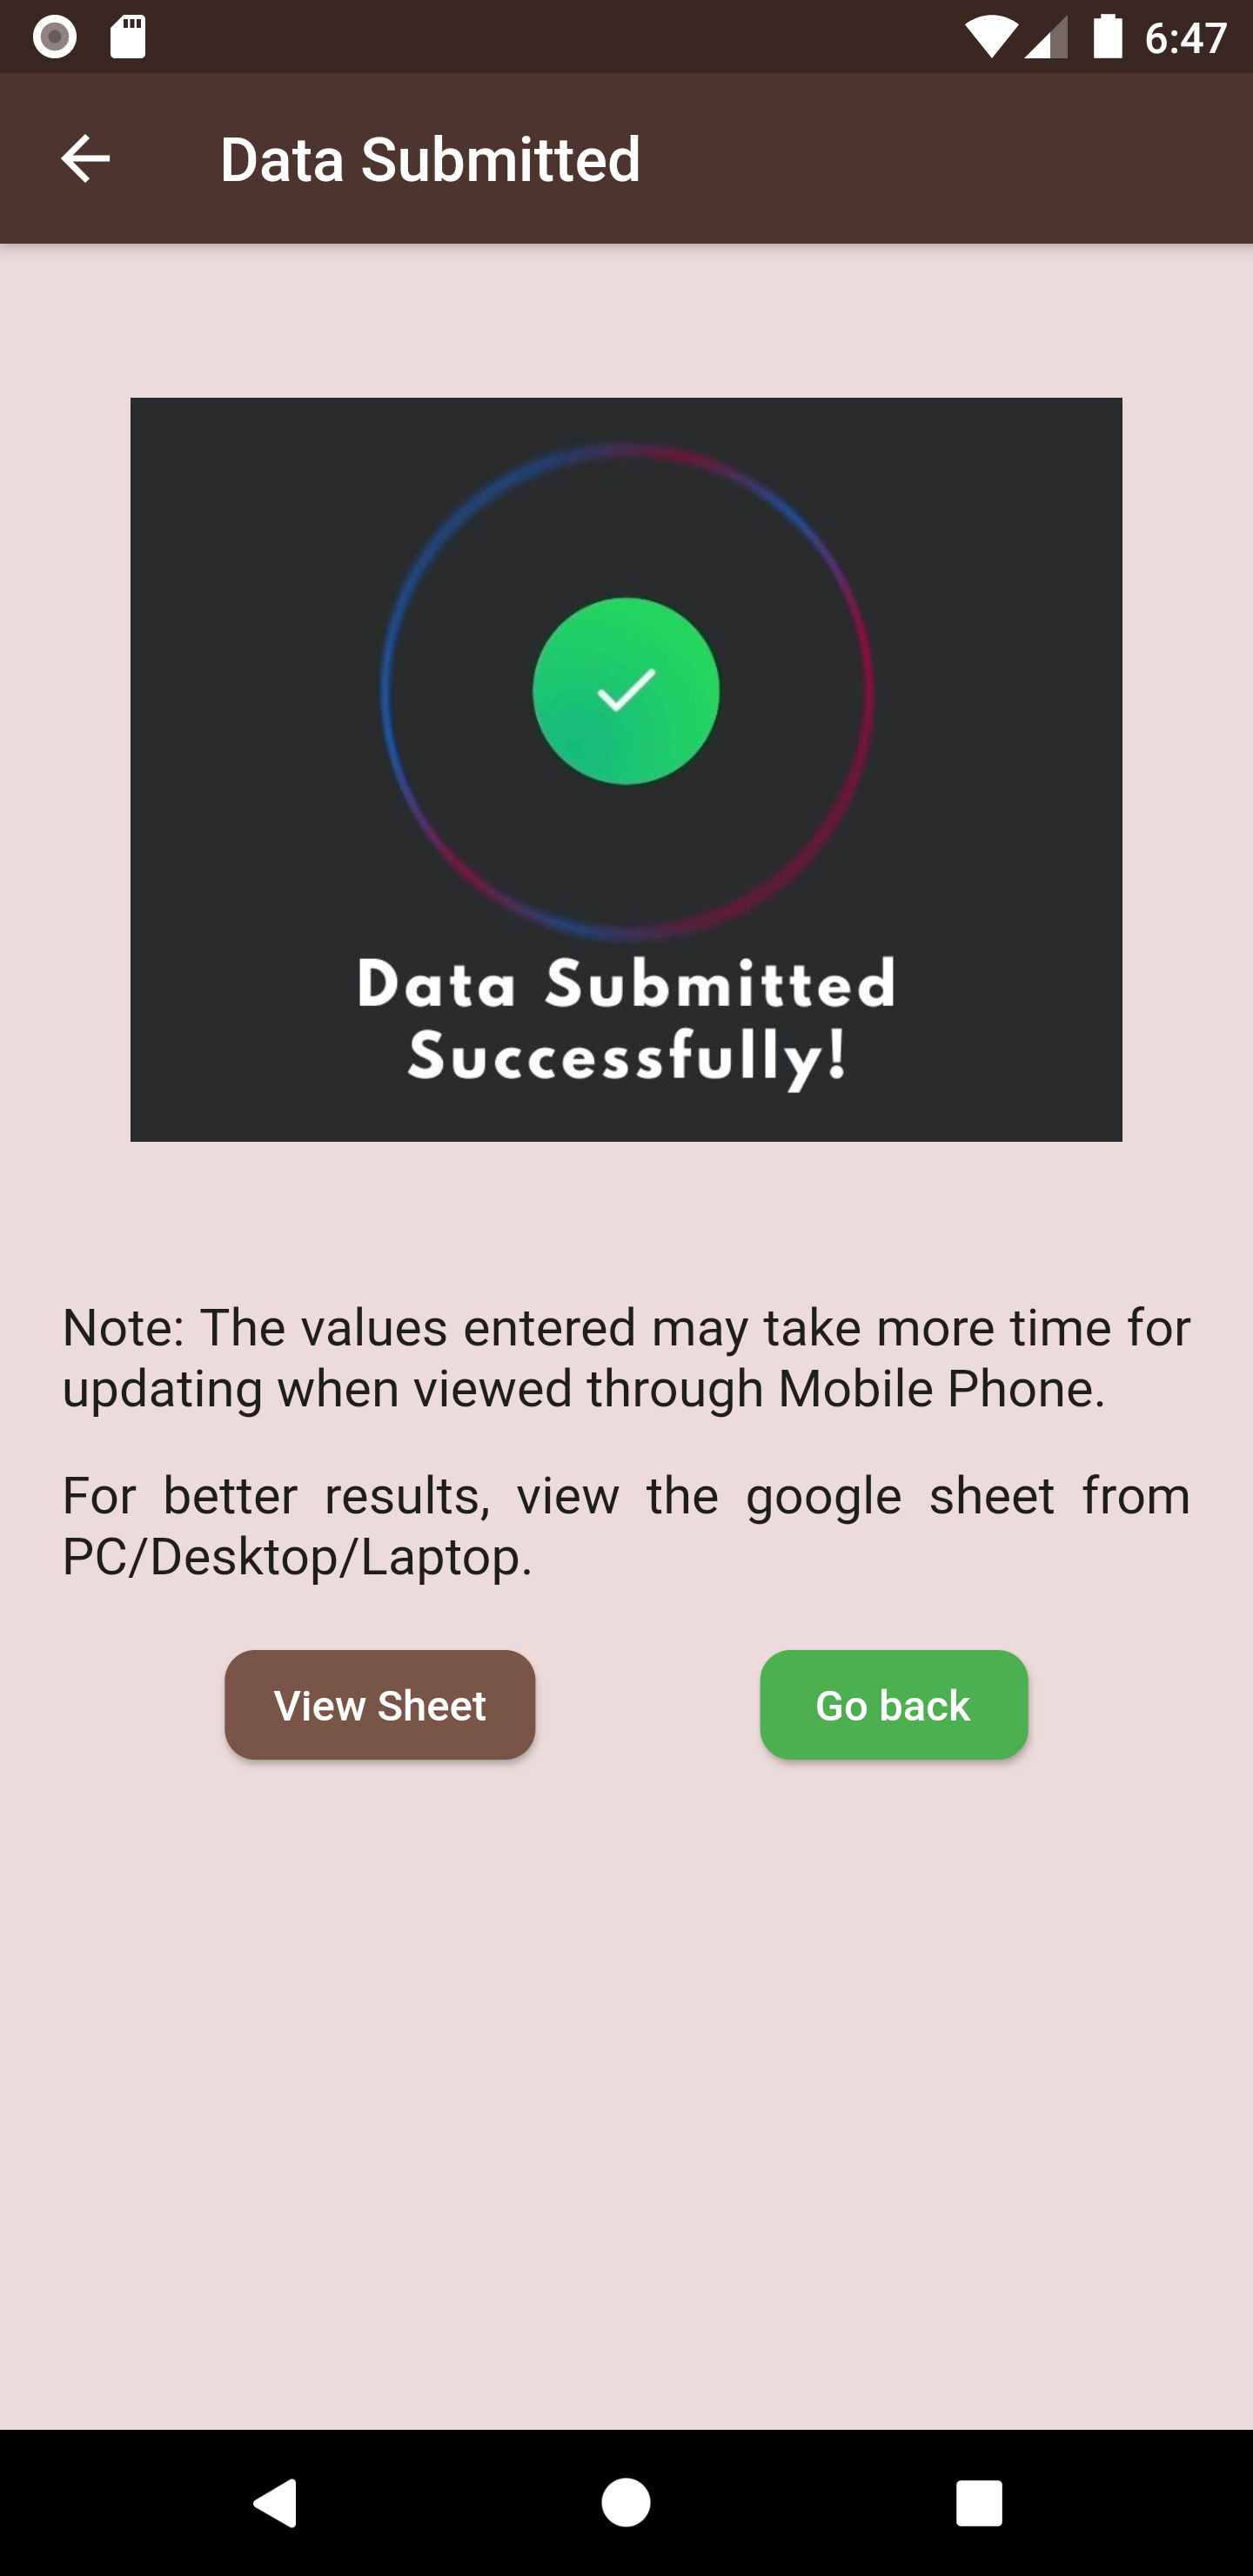 6:47
Data Submitted
Data Submitted
Successfully!
Note: The values entered may take more time for
updating when viewed through Mobile Phone.
For better results, view the google sheet from
PC/Desktop/Laptop.
View Sheet
Go back